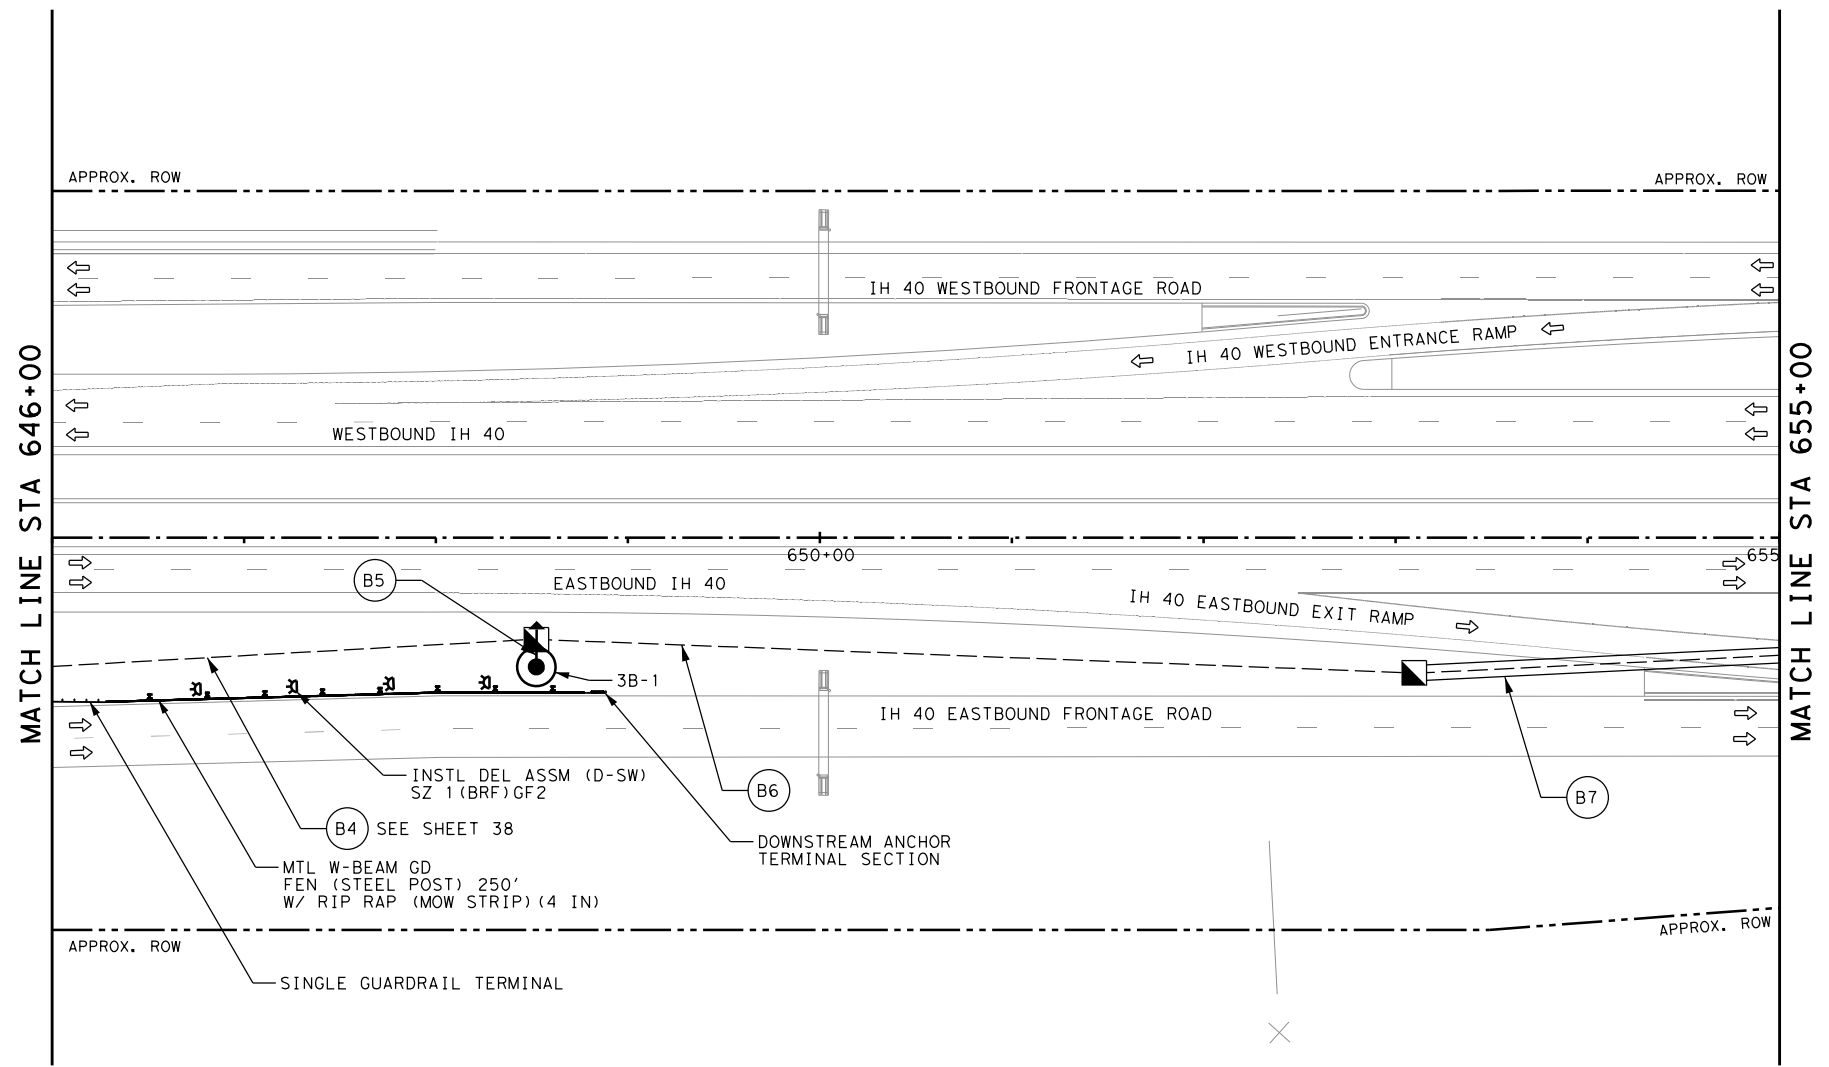 APPROX. ROW
APPROX. ROW
IH 40 WESTBOUND FRONTAGE ROAD
IH 40 WESTBOUND ENTRANCE RAMP
WESTBOUND IH 40
MATCH LINE STA 646+00
MATCH LINE STA 655+00
650+00
655
B5
EASTBOUND IH 40
IH 40 EASTBOUND EXIT RAMP
3B-1
IH 40 EASTBOUND FRONTAGE ROAD
INSTL DEL ASSM (D-SW)
SZ 1(BRF)GF2
B6
B7
B4
SEE SHEET 38
DOWNSTREAM ANCHOR
TERMINAL SECTION
MTL W-BEAM GD
FEN (STEEL POST) 250'
W/ RIP RAP (MOW STRIP)(4 IN)
APPROX. ROW
APPROX. ROW
SINGLE GUARDRAIL TERMINAL